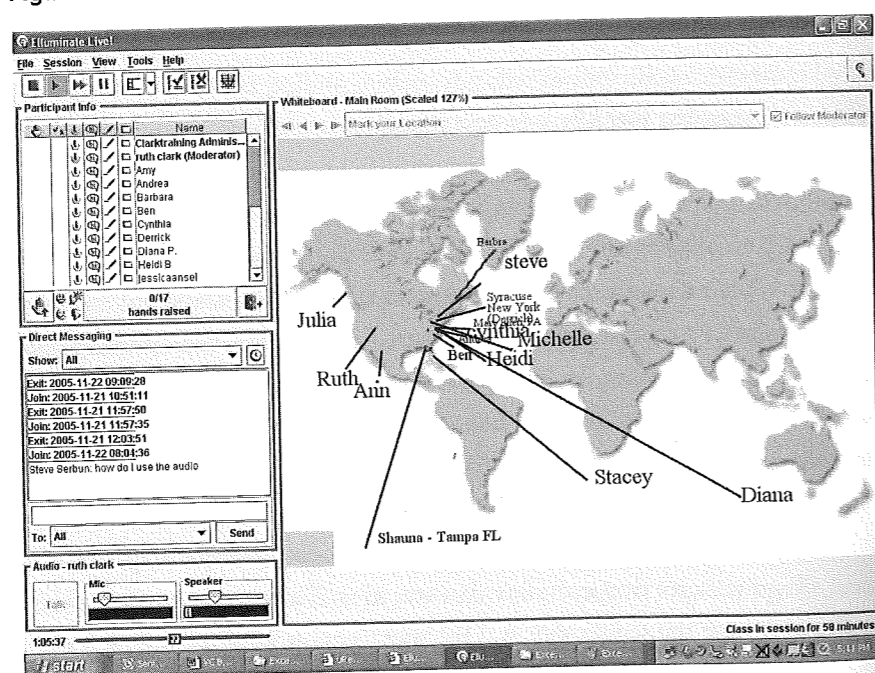 Elluminate Live!
File Session View Tools Help
Participant Info
Name
Clarktraining Adminis...
ruth clark (Moderator)
Amy
Andrea
Barbara
Ben
Cynthia
Derrick
Diana P.
Heidi B
jessicaansel
0/17
hands raised
Direct Messaging
Show: All
Exit: 2005-11-22 09:09:28
Join: 2005-11-21 10:51:11
Exit: 2005-11-21 11:57:50
Join: 2005-11-21 11:57:35
Exit: 2005-11-21 12:03:51
Join: 2005-11-22 08:04:36
Steve Serbun: how do I use the audio
To: All
Send
Audio - ruth clark
Mic
Speaker
Talk
1:05:37
Whiteboard - Main Room (Scaled 127%)
Mark your Location
Follow Moderator
Barbra
steve
Syracuse
New York
(Derrick)
Cynthia
Michelle
Ben
Heidi
Julia
Ruth
Ann
Stacey
Diana
Shauna - Tampa FL
Class in session for 58 minutes
start
5:11 PM